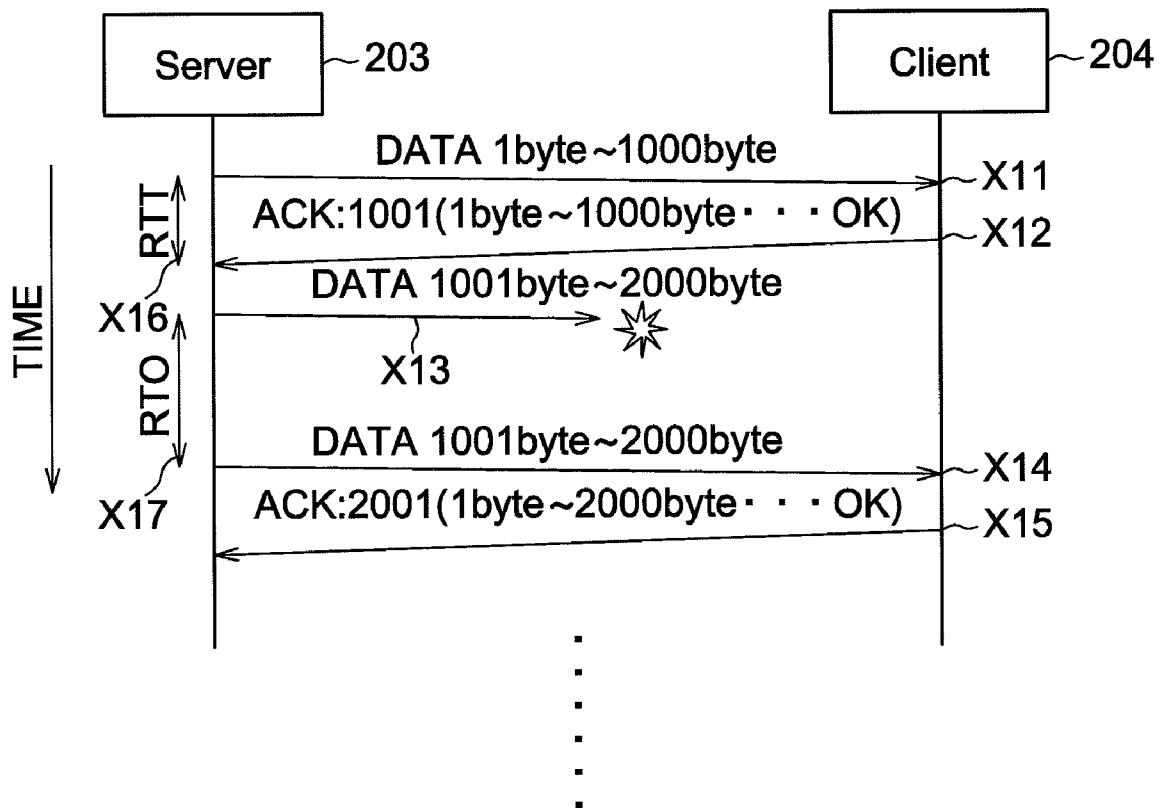 Server
203
Client
204
DATA 1byte~1000byte
X11
RTT
ACK:1001(1byte~1000byte・・・OK)
X12
TIME
X16
DATA 1001byte~2000byte
X13
RTO
DATA 1001byte~2000byte
X14
X17
ACK:2001(1byte~2000byte・・・OK)
X15